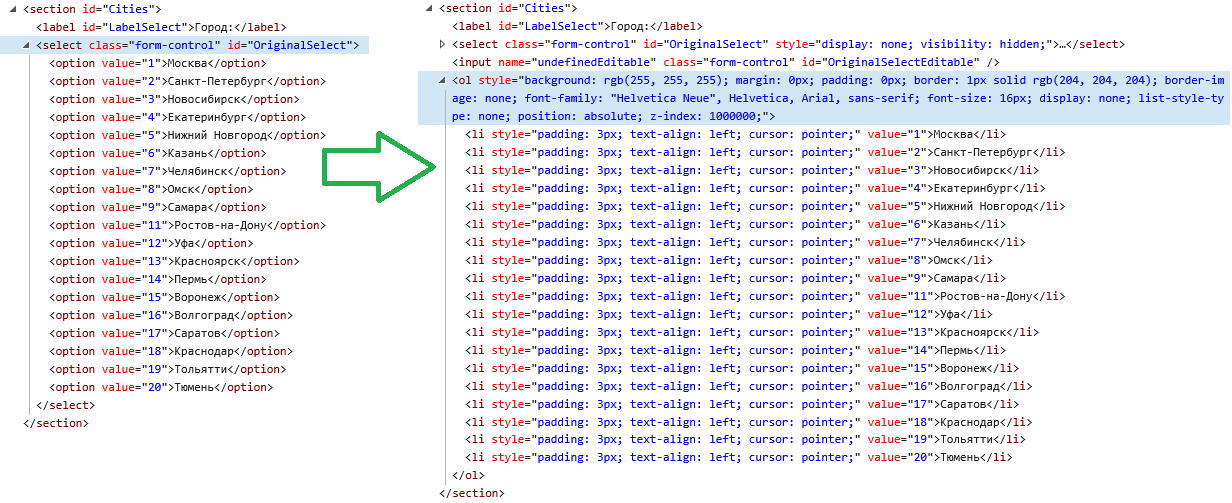 <section id="Cities">
<label id="LabelSelect">Город:</label>
<select class="form-control" id="OriginalSelect">
<option value="1">Москва</option>
<option value="2">Санкт-Петербург</option>
<option value="3">Новосибирск</option>
<option value="4">Екатеринбург</option>
<option value="5">Нижний Новгород</option>
<option value="6">Казань</option>
<option value="7">Челябинск</option>
<option value="8">Омск</option>
<option value="9">Самара</option>
<option value="11">Ростов-на-Дону</option>
<option value="12">Уфа</option>
<option value="13">Красноярск</option>
<option value="14">Пермь</option>
<option value="15">Воронеж</option>
<option value="16">Волгоград</option>
<option value="17">Саратов</option>
<option value="18">Краснодар</option>
<option value="19">Тольятти</option>
<option value="20">Тюмень</option>
</select>
</section>
<section id="Cities">
<label id="LabelSelect">Город:</label>
<select class="form-control" id="OriginalSelect" style="display: none; visibility: hidden;">…</select>
<input name="undefinedEditable" class="form-control" id="OriginalSelectEditable" />
<ol style="background: rgb(255, 255, 255); margin: 0px; padding: 0px; border: 1px solid rgb(204, 204, 204); border-im
age: none; font-family: "Helvetica Neue", Helvetica, Arial, sans-serif; font-size: 16px; display: none; list-style-ty
pe: none; position: absolute; z-index: 1000000;">
<li style="padding: 3px; text-align: left; cursor: pointer;" value="1">Москва</li>
<li style="padding: 3px; text-align: left; cursor: pointer;" value="2">Санкт-Петербург</li>
<li style="padding: 3px; text-align: left; cursor: pointer;" value="3">Новосибирск</li>
<li style="padding: 3px; text-align: left; cursor: pointer;" value="4">Екатеринбург</li>
<li style="padding: 3px; text-align: left; cursor: pointer;" value="5">Нижний Новгород</li>
<li style="padding: 3px; text-align: left; cursor: pointer;" value="6">Казань</li>
<li style="padding: 3px; text-align: left; cursor: pointer;" value="7">Челябинск</li>
<li style="padding: 3px; text-align: left; cursor: pointer;" value="8">Омск</li>
<li style="padding: 3px; text-align: left; cursor: pointer;" value="9">Самара</li>
<li style="padding: 3px; text-align: left; cursor: pointer;" value="11">Ростов-на-Дону</li>
<li style="padding: 3px; text-align: left; cursor: pointer;" value="12">Уфа</li>
<li style="padding: 3px; text-align: left; cursor: pointer;" value="13">Красноярск</li>
<li style="padding: 3px; text-align: left; cursor: pointer;" value="14">Пермь</li>
<li style="padding: 3px; text-align: left; cursor: pointer;" value="15">Воронеж</li>
<li style="padding: 3px; text-align: left; cursor: pointer;" value="16">Волгоград</li>
<li style="padding: 3px; text-align: left; cursor: pointer;" value="17">Саратов</li>
<li style="padding: 3px; text-align: left; cursor: pointer;" value="18">Краснодар</li>
<li style="padding: 3px; text-align: left; cursor: pointer;" value="19">Тольятти</li>
<li style="padding: 3px; text-align: left; cursor: pointer;" value="20">Тюмень</li>
</ol>
</section>